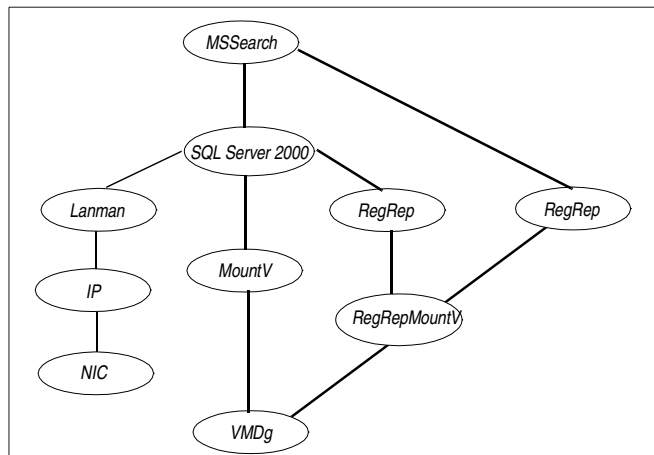 MSSearch
SQL Server 2000
Lanman
RegRep
RegRep
MountV
IP
RegRepMountV
NIC
VMDg